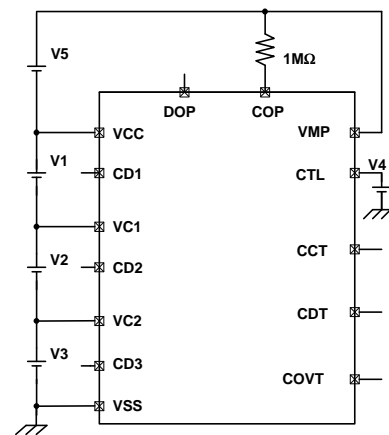 V5
1MΩ
DOP
COP
VCC
VMP
V1
CD1
CTL
V4
VC1
V2
CD2
CCT
VC2
CDT
V3
CD3
COVT
VSS